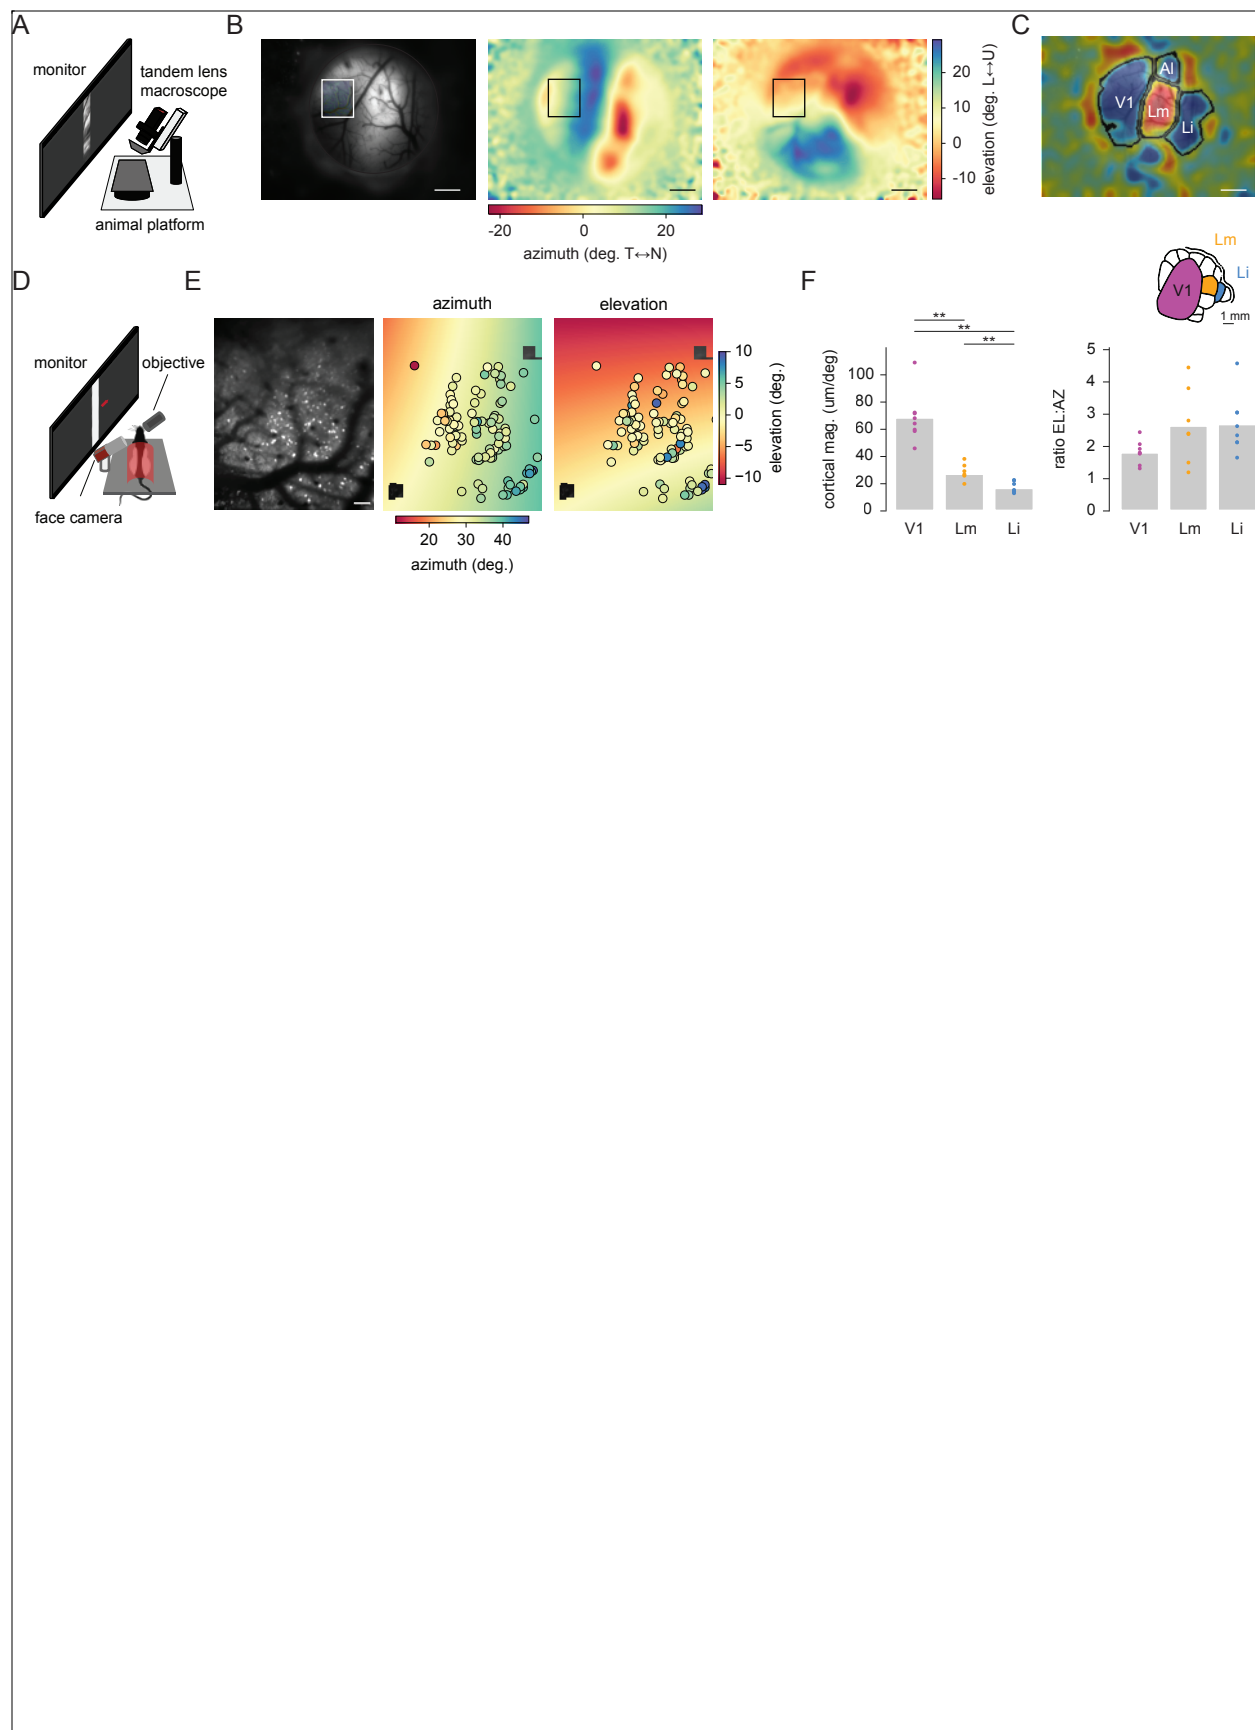 A
monitor
tandem lens
macroscope
animal platform
B
-20
0
20
azimuth (deg. T↔N)
20
10
0
-10
elevation (deg. L↔U)
C
V1
Al
Lm
Li
D
monitor
objective
face camera
E
azimuth
elevation
20
30
40
azimuth (deg.)
10
5
0
−5
−10
elevation (deg.)
F
**
**
**
100
80
60
40
20
0
cortical mag. (um/deg)
V1
Lm
Li
Lm
Li
V1
1 mm
5
4
3
2
1
0
ratio EL:AZ
V1
Lm
Li